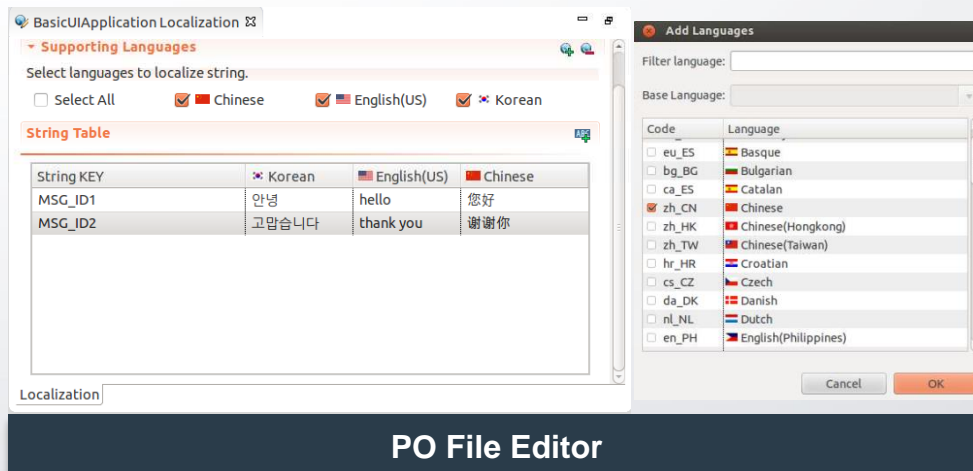 BasicUIApplication Localization
Supporting Languages
Select languages to localize string.
Select All Chinese English(US) Korean
String Table
String KEY Korean English(US) Chinese
MSG_ID1 안녕 hello 您好
MSG_ID2 고맙습니다 thank you 谢谢你
Localization
Add Languages
Filter language:
Base Language:
Code Language
eu_ES Basque
bg_BG Bulgarian
ca_ES Catalan
zh_CN Chinese
zh_HK Chinese(Hongkong)
zh_TW Chinese(Taiwan)
hr_HR Croatian
cs_CZ Czech
da_DK Danish
nl_NL Dutch
en_PH English(Philippines)
Cancel OK
PO File Editor